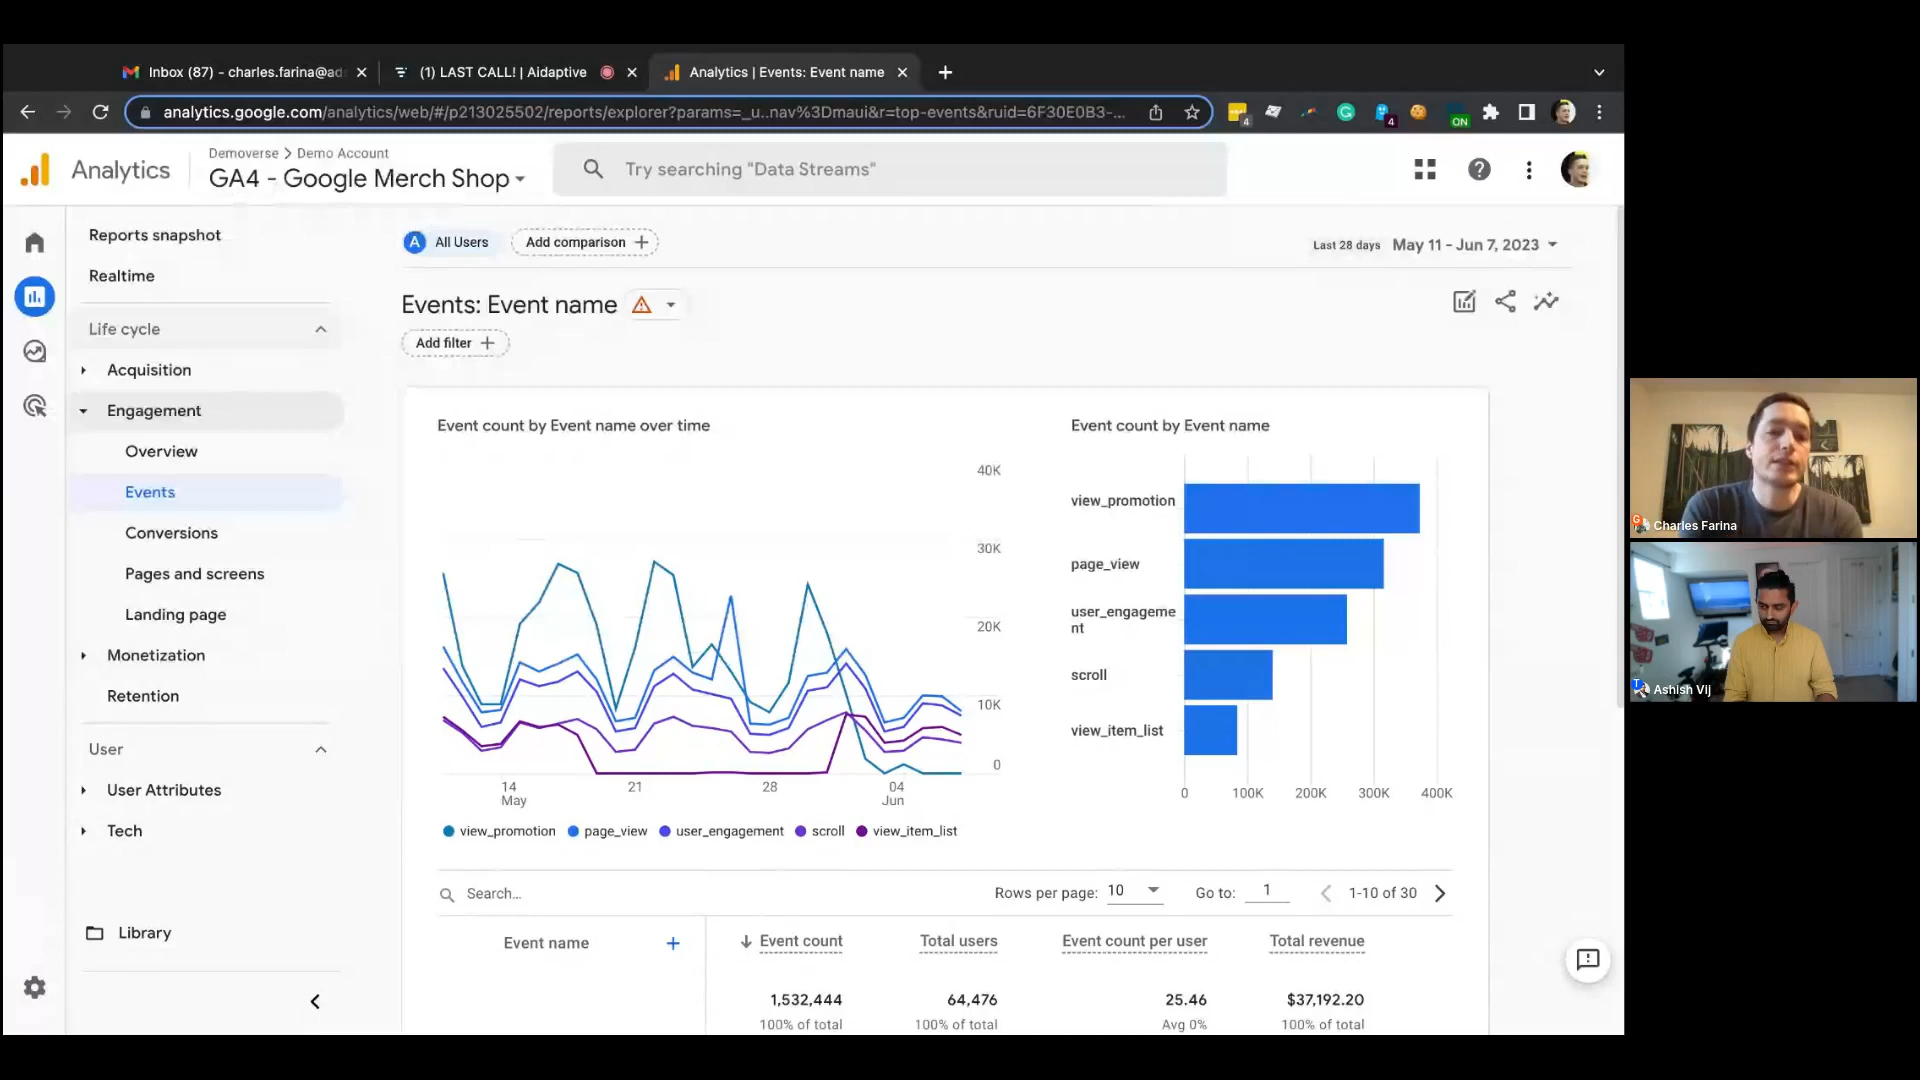 Inbox (87) - charles.farina@ad
(1) LAST CALL! | Aidaptive
Analytics | Events: Event name
analytics.google.com/analytics/web/#/p213025502/reports/explorer?params=_u..nav%3Dmaui&r=top-events&ruid=6F30E0B3-...
4
4
ON
Analytics
Demoverse > Demo Account
GA4 - Google Merch Shop
Try searching "Data Streams"
Reports snapshot
Realtime
Life cycle
Acquisition
Engagement
Overview
Events
Conversions
Pages and screens
Landing page
Monetization
Retention
User
User Attributes
Tech
Library
A All Users
Add comparison +
Last 28 days May 11 - Jun 7, 2023
Events: Event name
Add filter +
Event count by Event name over time
40K
30K
20K
10K
0
14
May
21
28
04
Jun
view_promotion page_view user_engagement scroll view_item_list
Event count by Event name
view_promotion
page_view
user_engageme
nt
scroll
view_item_list
0 100K 200K 300K 400K
Search...
Rows per page: 10
Go to: 1
1-10 of 30
Event name +
Event count Total users Event count per user Total revenue
1,532,444 64,476 25.46 $37,192.20
100% of total 100% of total Avg 0% 100% of total
Charles Farina
Ashish Vij